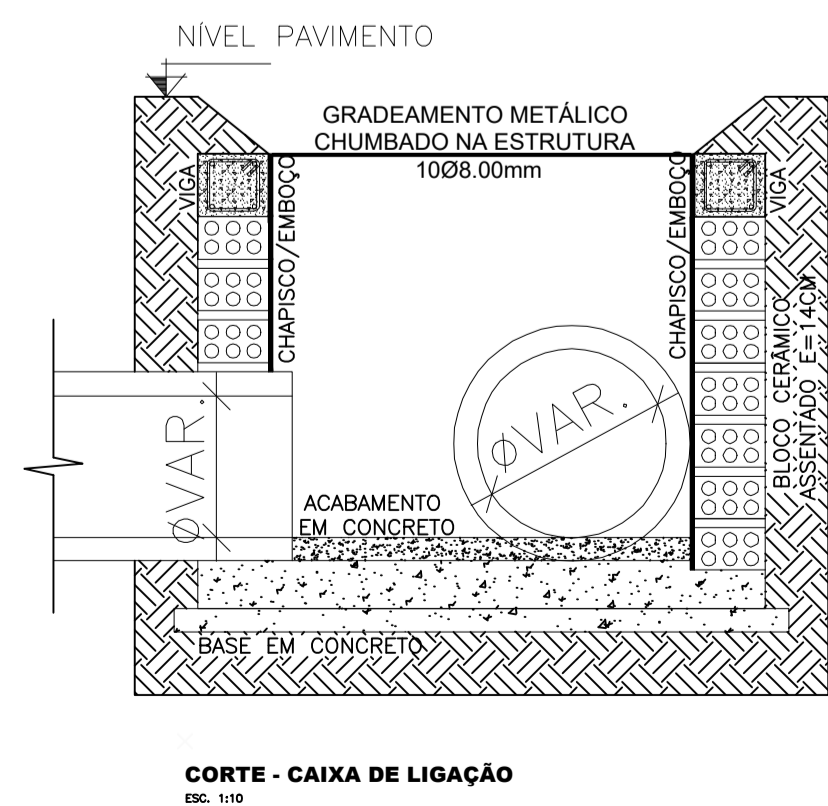 NÍVEL PAVIMENTO
GRADEAMENTO METÁLICO
CHUMBADO NA ESTRUTURA
10Ø8.00mm
VIGA
CHAPISCO/EMBOÇO
CHAPISCO/EMBOÇO
VIGA
BLOCO CERÂMICO
ASSENTADO E=14CM
ØVAR.
ØVAR.
ACABAMENTO
EM CONCRETO
BASE EM CONCRETO
CORTE - CAIXA DE LIGAÇÃO
ESC. 1:10